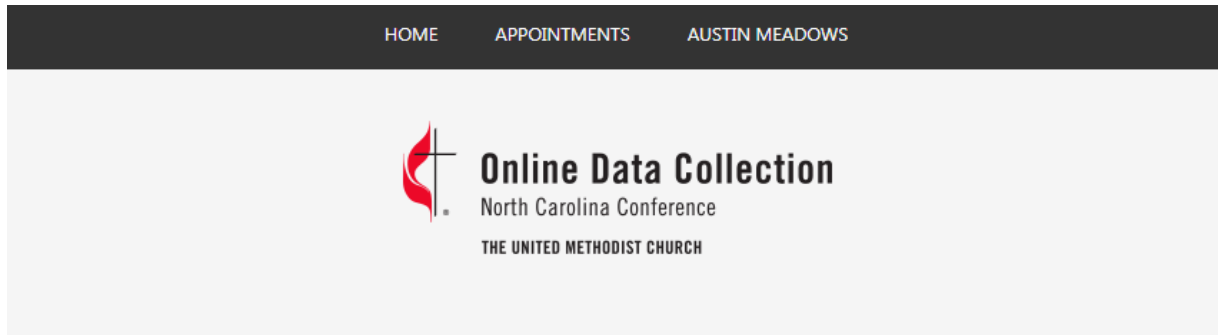 HOME APPOINTMENTS AUSTIN MEADOWS
Online Data Collection
North Carolina Conference
THE UNITED METHODIST CHURCH